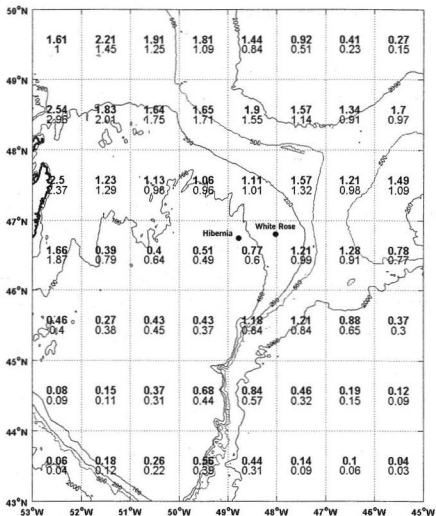 50°N
1.61 2.21 1.91 1.81 1.44 0.92 0.41 0.27
1 1.45 1.25 1.09 0.84 0.51 0.23 0.15
49°N
2.54 1.83 1.64 1.65 1.9 1.57 1.34 1.7
2.93 2.01 1.75 1.71 1.55 1.14 0.91 0.97
48°N
2.5 1.23 1.13 1.06 1.11 1.57 1.21 1.49
2.37 1.29 0.98 0.96 1.01 1.32 0.98 1.09
47°N
Hibernia White Rose
1.66 0.39 0.4 0.51 0.77 1.21 1.28 0.78
1.87 0.79 0.64 0.49 0.6 0.99 0.91 0.77
46°N
0.46 0.27 0.43 0.43 1.18 1.21 0.88 0.37
0.4 0.38 0.45 0.37 0.84 0.84 0.65 0.3
45°N
0.08 0.15 0.37 0.68 0.84 0.46 0.19 0.12
0.09 0.11 0.31 0.44 0.57 0.32 0.15 0.09
44°N
0.06 0.18 0.26 0.56 0.44 0.14 0.1 0.04
0.04 0.12 0.22 0.39 0.31 0.09 0.06 0.03
43°N
53°W 52°W 51°W 50°W 49°W 48°W 47°W 46°W 45°W